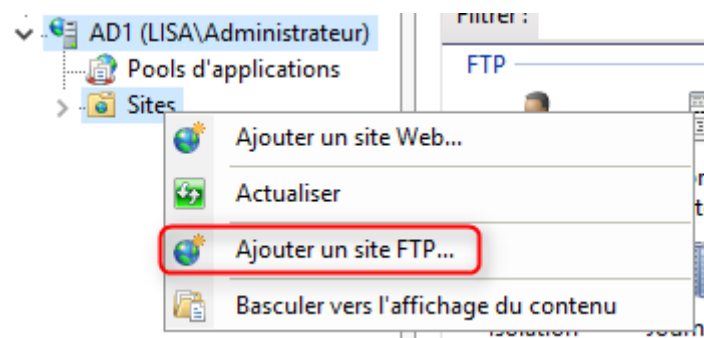 Filtrer :
AD1 (LISA\Administrateur)
Pools d'applications
FTP
Sites
Ajouter un site Web...
Actualiser
Ajouter un site FTP...
Basculer vers l'affichage du contenu